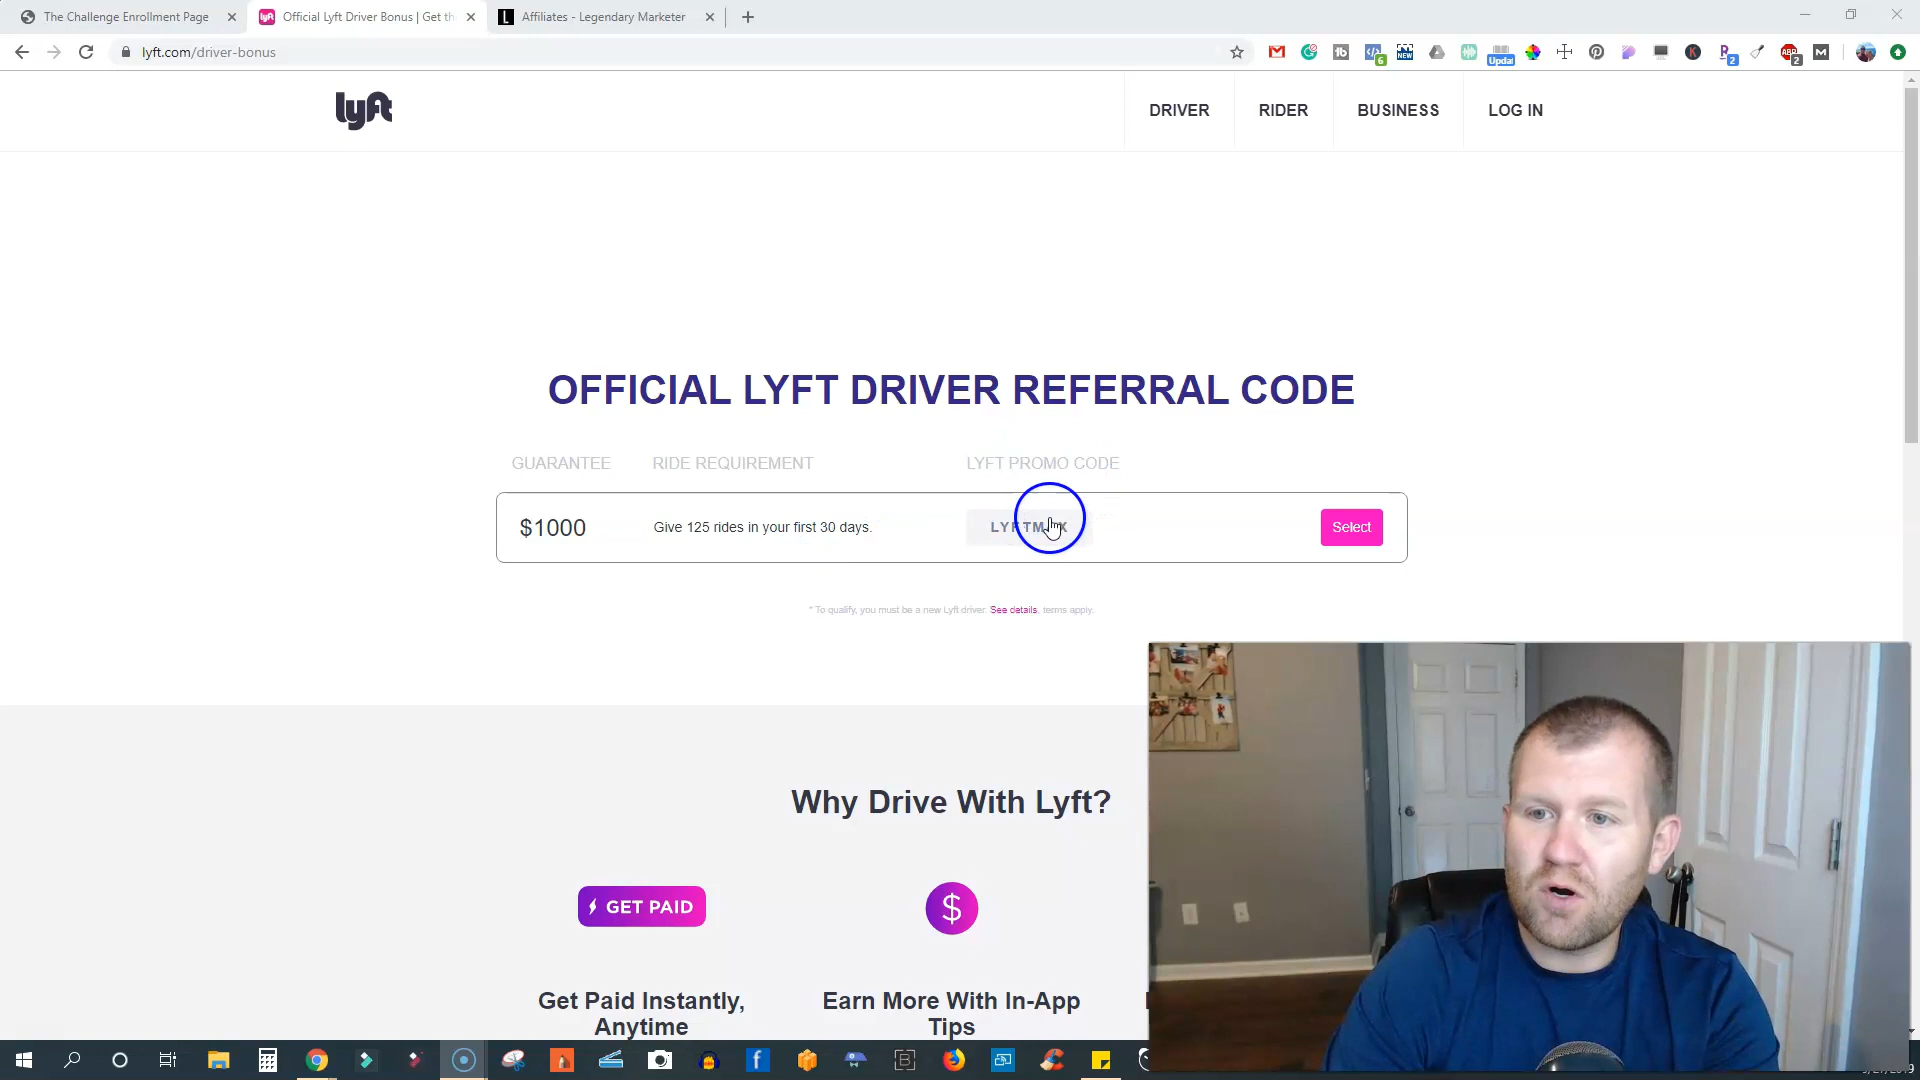 The Challenge Enrollment Page
Official Lyft Driver Bonus | Get th
Affiliates - Legendary Marketer
lyft.com/driver-bonus
lyft
DRIVER
RIDER
BUSINESS
LOG IN
OFFICIAL LYFT DRIVER REFERRAL CODE
GUARANTEE
RIDE REQUIREMENT
LYFT PROMO CODE
$1000
Give 125 rides in your first 30 days.
Select
* To qualify, you must be a new Lyft driver. See details, terms apply.
Why Drive With Lyft?
GET PAID
$
Get Paid Instantly,
Anytime
Earn More With In-App
Tips